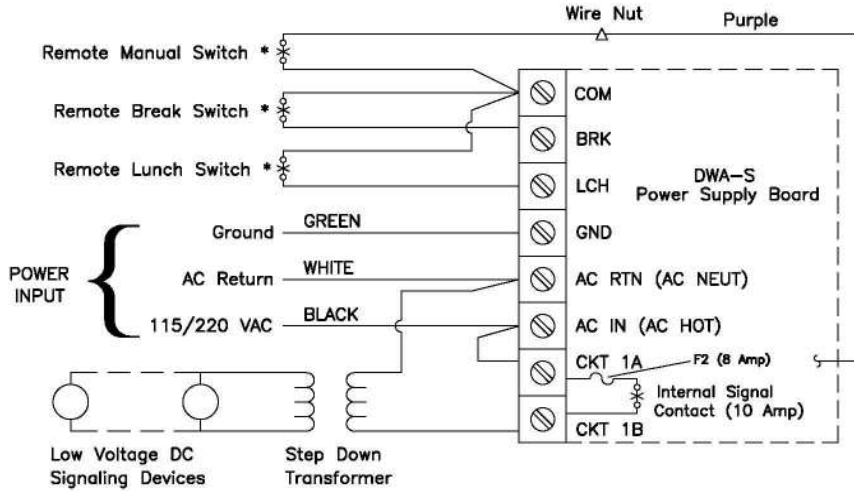 Wire Nut
Purple
Remote Manual Switch *
COM
Remote Break Switch *
BRK
Remote Lunch Switch *
LCH
DWA-S
Power Supply Board
Ground
GREEN
GND
POWER
INPUT
AC Return
WHITE
AC RTN (AC NEUT)
115/220 VAC
BLACK
AC IN (AC HOT)
CKT 1A
F2 (8 Amp)
Internal Signal
Contact (10 Amp)
CKT 1B
Low Voltage DC
Signaling Devices
Step Down
Transformer